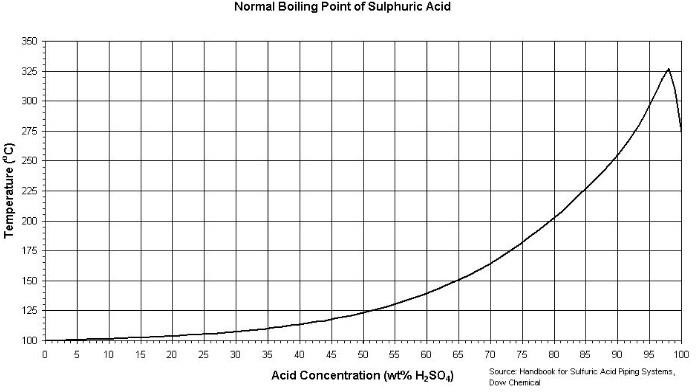 Normal Boiling Point of Sulphuric Acid
350
325
300
275
250
225
200
175
150
125
100
Temperature (°C)
0 5 10 15 20 25 30 35 40 45 50 55 60 65 70 75 80 85 90 95 100
Acid Concentration (wt% H₂SO₄)
Source: Handbook for Sulfuric Acid Piping Systems,
Dow Chemical